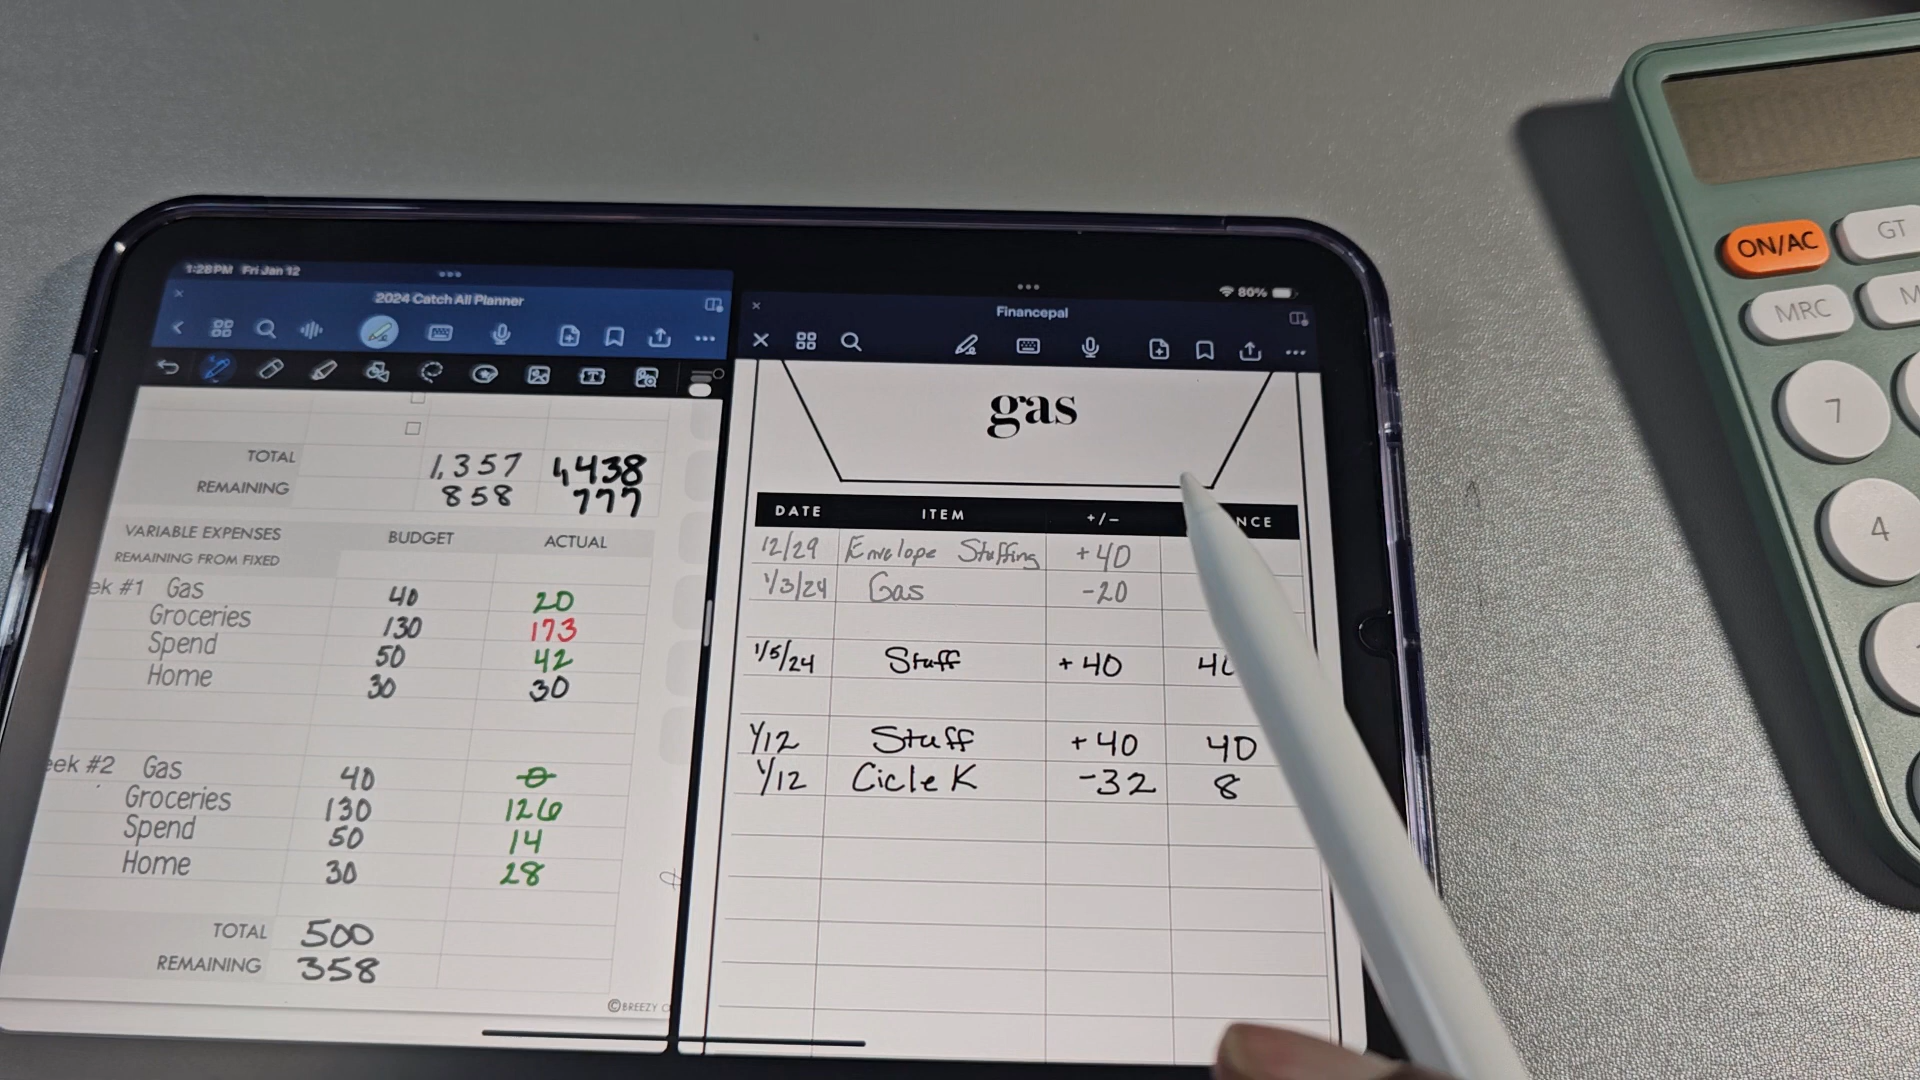 1:28PM Fri Jan 12
2024 Catch All Planner
TOTAL 1,357 1,438
REMAINING 858 777
VARIABLE EXPENSES BUDGET ACTUAL
REMAINING FROM FIXED
ek #1 Gas 40 20
Groceries 130 173
Spend 50 42
Home 30 30
eek #2 Gas 40 0
Groceries 130 126
Spend 50 14
Home 30 28
TOTAL 500
REMAINING 358
©BREEZY
80%
Financepal
gas
DATE ITEM +/- NCE
12/29 Envelope Stuffing +40
1/3/24 Gas -20
1/5/24 Stuff +40 40
1/12 Stuff +40 40
1/12 Cicle K -32 8
ON/AC GT
MRC M
7
4